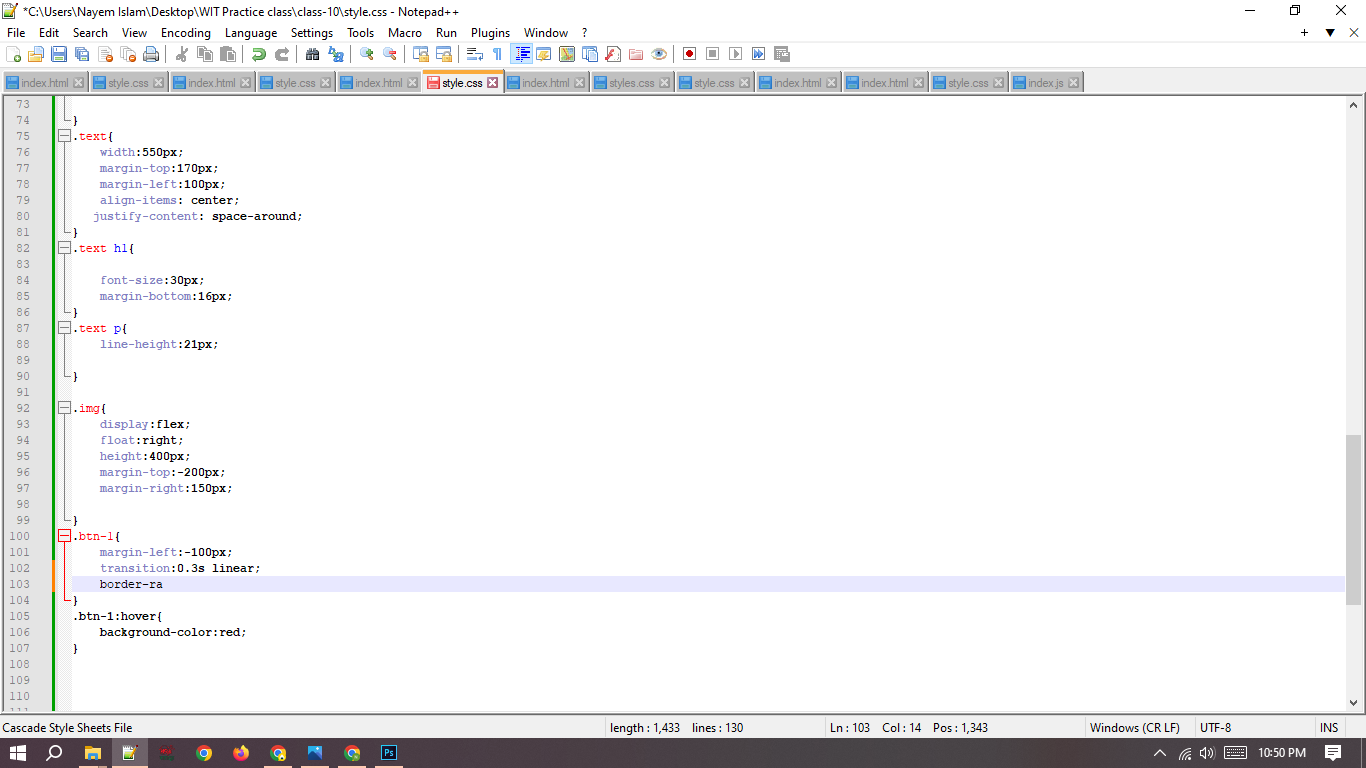 *C:\Users\Nayem Islam\Desktop\WIT Practice class\class-10\style.css - Notepad++
File Edit Search View Encoding Language Settings Tools Macro Run Plugins Window ? + ▼ X
index.html style.css index.html style.css index.html style.css index.html styles.css style.css index.html index.html style.css index.js
73
74 }
75 .text{
76 width:550px;
77 margin-top:170px;
78 margin-left:100px;
79 align-items: center;
80 justify-content: space-around;
81 }
82 .text h1{
83
84 font-size:30px;
85 margin-bottom:16px;
86 }
87 .text p{
88 line-height:21px;
89
90 }
91
92 .img{
93 display:flex;
94 float:right;
95 height:400px;
96 margin-top:-200px;
97 margin-right:150px;
98
99 }
100 .btn-1{
101 margin-left:-100px;
102 transition:0.3s linear;
103 border-ra
104 }
105 .btn-1:hover{
106 background-color:red;
107 }
108
109
110
Cascade Style Sheets File length : 1,433 lines : 130 Ln : 103 Col : 14 Pos : 1,343 Windows (CR LF) UTF-8 INS
Ps 10:50 PM